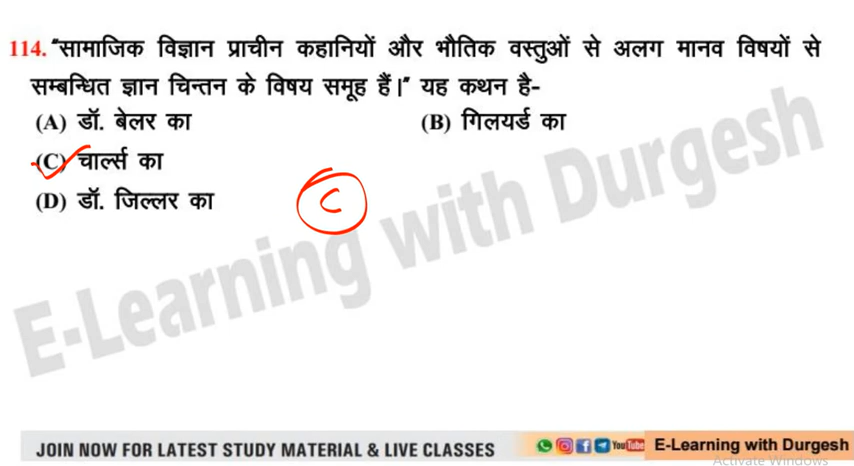 114. “सामाजिक विज्ञान प्राचीन कहानियों और भौतिक वस्तुओं से अलग मानव विषयों से
सम्बन्धित ज्ञान चिन्तन के विषय समूह हैं।” यह कथन है-
(A) डॉ. बेलर का
(B) गिलयर्ड का
(C) चार्ल्स का
(D) डॉ. जिल्लर का
C
E-Learning with Durgesh
JOIN NOW FOR LATEST STUDY MATERIAL & LIVE CLASSES
YouTube
E-Learning with Durgesh
Activate Windows